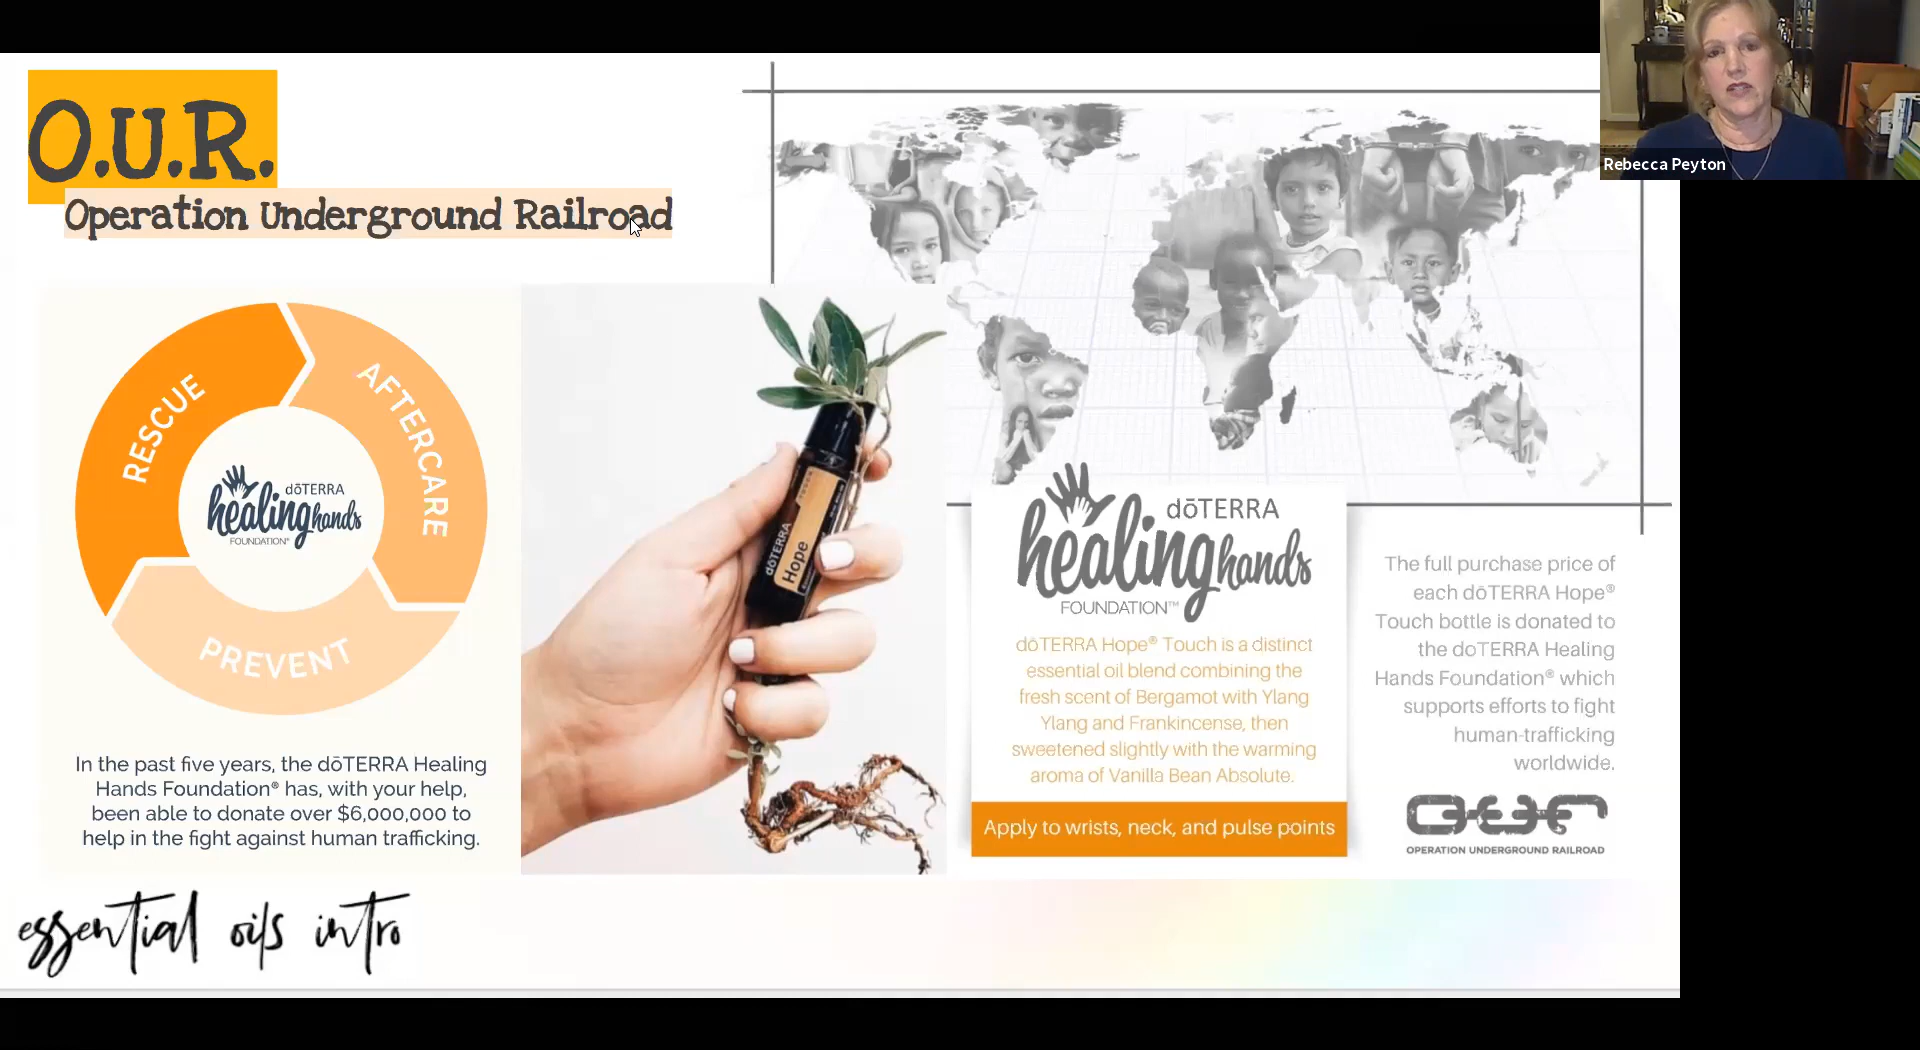 O.U.R.
Operation Underground Railroad
Rebecca Peyton
RESCUE
AFTERCARE
PREVENT
dōTERRA
healing hands
FOUNDATION®
In the past five years, the dōTERRA Healing
Hands Foundation® has, with your help,
been able to donate over $6,000,000 to
help in the fight against human trafficking.
dōTERRA
Hope
dōTERRA
healing hands
FOUNDATION™
dōTERRA Hope® Touch is a distinct
essential oil blend combining the
fresh scent of Bergamot with Ylang
Ylang and Frankincense, then
sweetened slightly with the warming
aroma of Vanilla Bean Absolute.
Apply to wrists, neck, and pulse points
The full purchase price of
each dōTERRA Hope®
Touch bottle is donated to
the doTERRA Healing
Hands Foundation® which
supports efforts to fight
human-trafficking
worldwide.
OUR
OPERATION UNDERGROUND RAILROAD
essential oils intro